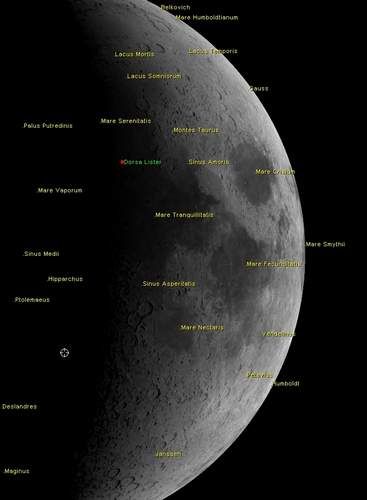 Belkovich
Mare Humboldtianum
Lacus Mortis
Lacus Temporis
Lacus Somniorum
Gauss
Palus Putredinis
Mare Serenitatis
Montes Taurus
Dorsa Lister
Sinus Amoris
Mare Crisium
Mare Vaporum
Mare Tranquillitatis
Mare Smythii
Sinus Medii
Mare Fecunditatis
Hipparchus
Sinus Asperitatis
Ptolemaeus
Mare Nectaris
Vendelinus
Petavius
Humboldt
Deslandres
Janssen
Maginus